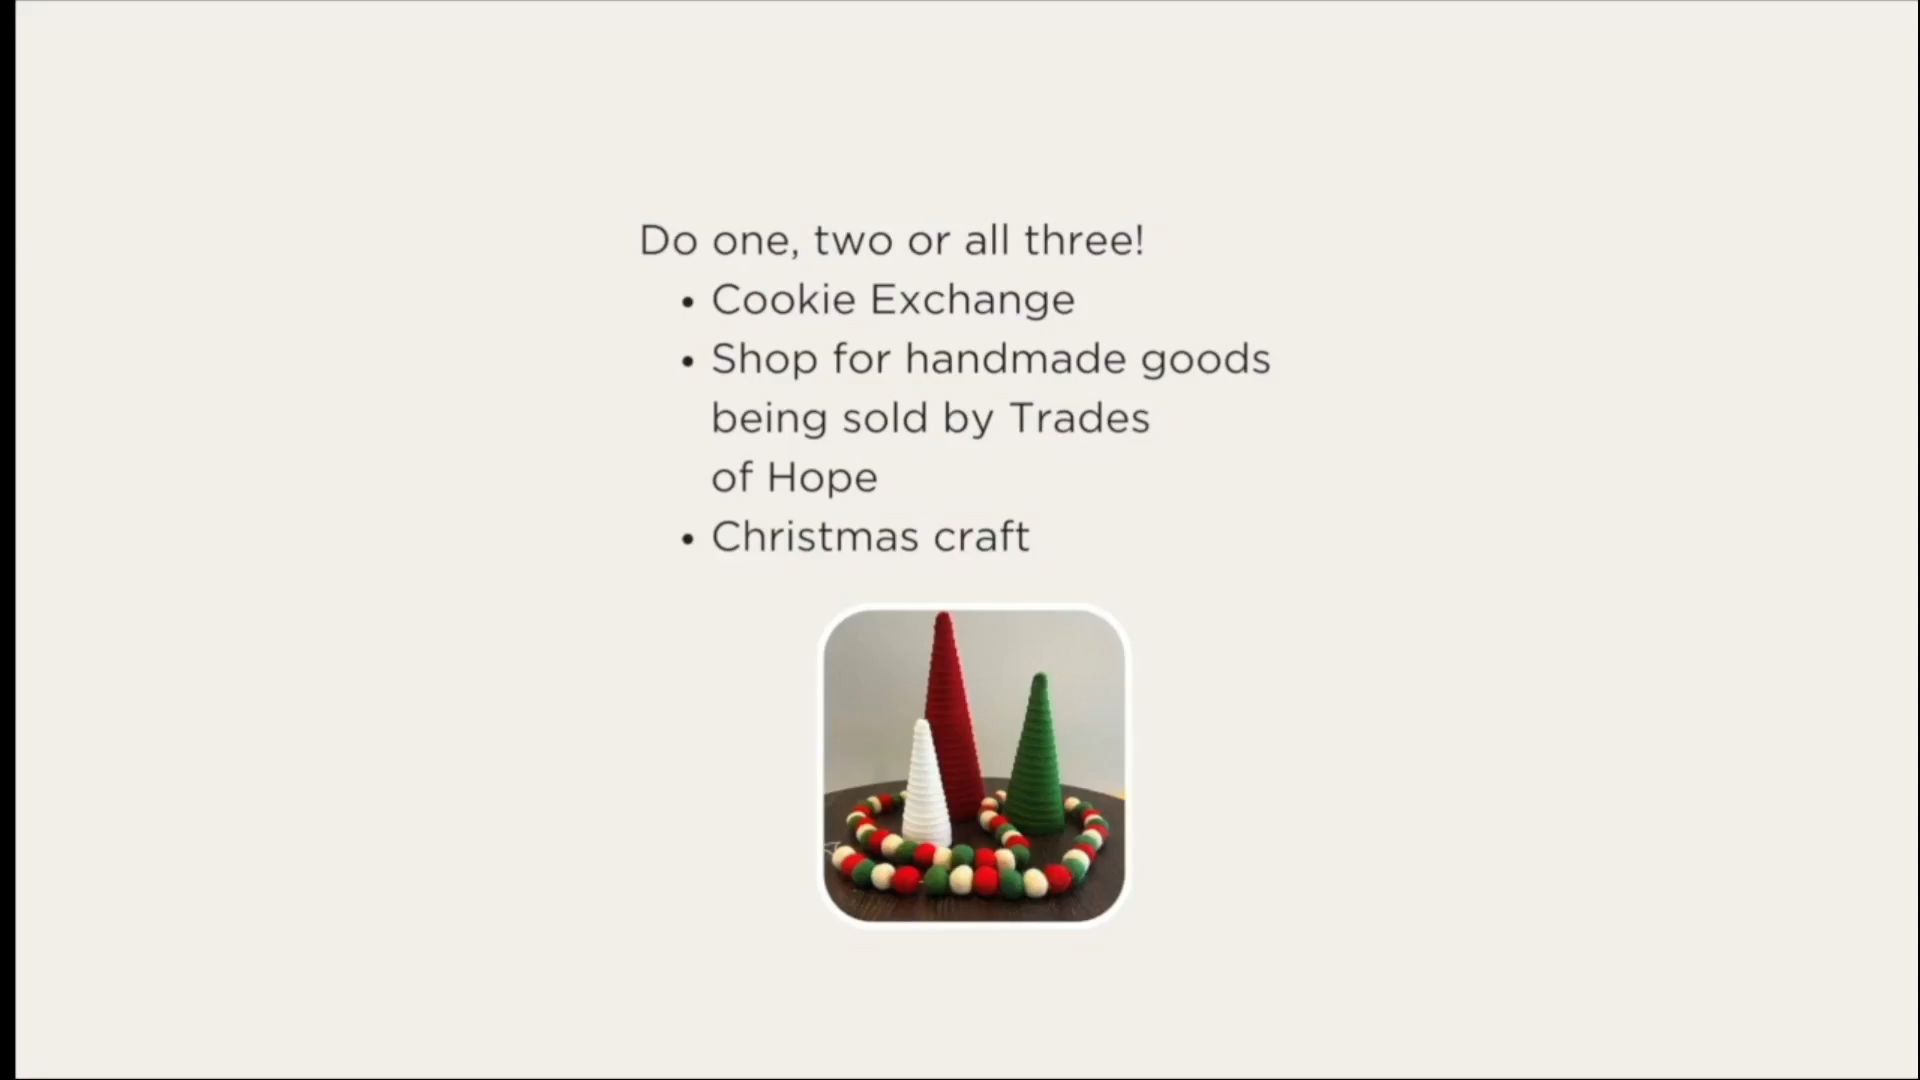 Do one, two or all three!
• Cookie Exchange
• Shop for handmade goods
being sold by Trades
of Hope
• Christmas craft